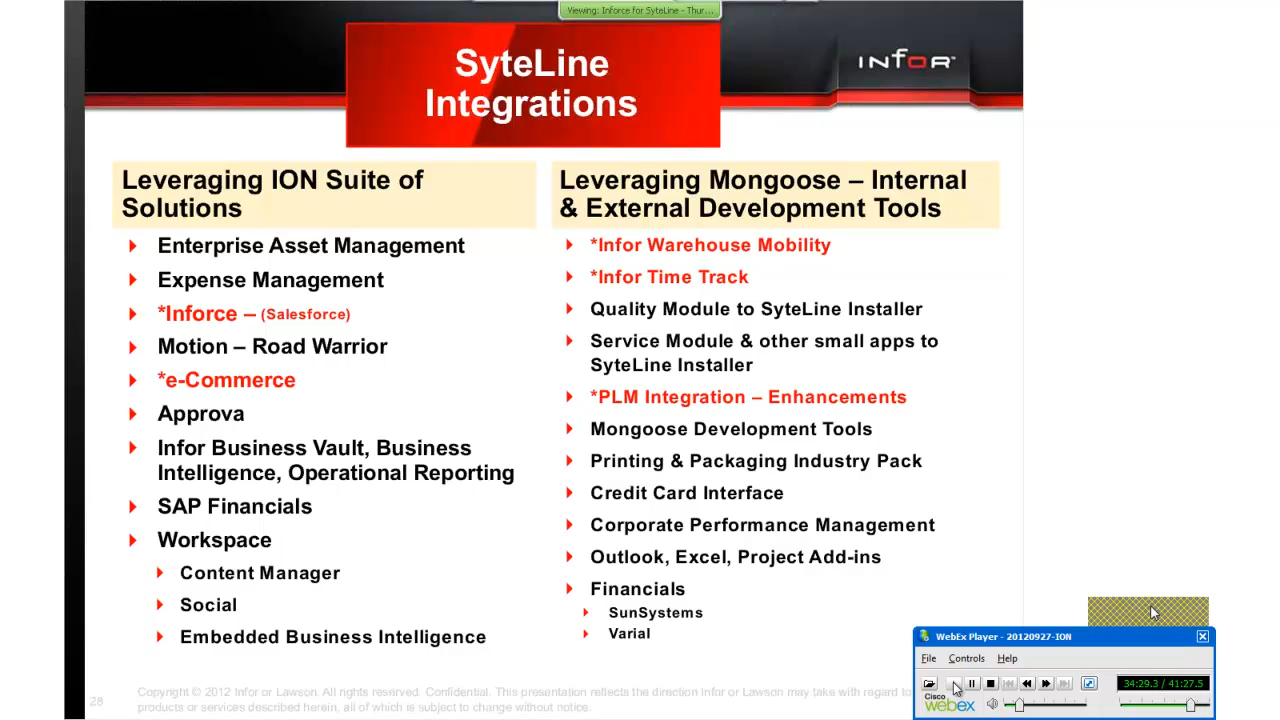 Viewing: Inforce for SyteLine - Thur...
SyteLine
Integrations
infor™
Leveraging ION Suite of
Solutions
Enterprise Asset Management
Expense Management
*Inforce – (Salesforce)
Motion – Road Warrior
*e-Commerce
Approva
Infor Business Vault, Business
Intelligence, Operational Reporting
SAP Financials
Workspace
Content Manager
Social
Embedded Business Intelligence
Leveraging Mongoose – Internal
& External Development Tools
*Infor Warehouse Mobility
*Infor Time Track
Quality Module to SyteLine Installer
Service Module & other small apps to
SyteLine Installer
*PLM Integration – Enhancements
Mongoose Development Tools
Printing & Packaging Industry Pack
Credit Card Interface
Corporate Performance Management
Outlook, Excel, Project Add-ins
Financials
SunSystems
Varial
28
Copyright © 2012 Infor or Lawson. All rights reserved. Confidential. This presentation reflects the direction Infor or Lawson may take with regard to
products or services described herein, all of which is subject to change without notice.
WebEx Player - 20120927-ION
File Controls Help
34:29.3 / 41:27.5
Cisco
webex